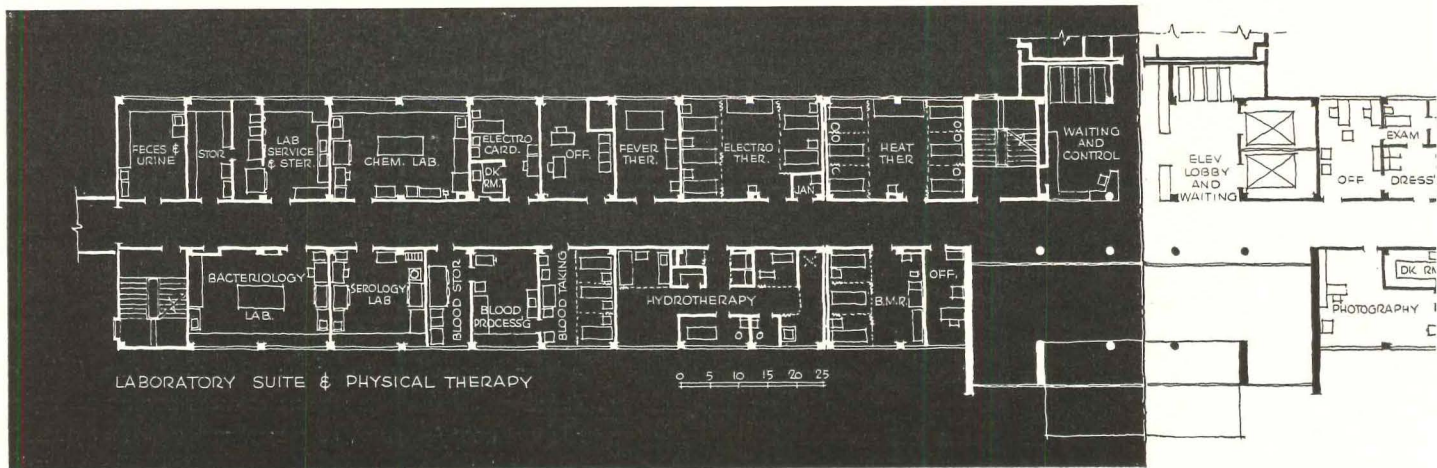 FECES &
URINE
STOR
LAB
SERVICE
& STER.
CHEM. LAB.
ELECTRO
CARD.
DK
RM.
OFF.
FEVER
THER.
ELECTRO
THER.
JAN
HEAT
THER
WAITING
AND
CONTROL
ELEV
LOBBY
AND
WAITING
OFF
EXAM
DRESS'
BACTERIOLOGY
LAB.
SEROLOGY
LAB
BLOOD STOR
BLOOD
PROCESS'G
BLOOD TAKING
HYDROTHERAPY
B.M.R.
OFF.
DK RM
PHOTOGRAPHY
LABORATORY SUITE & PHYSICAL THERAPY
0 5 10 15 20 25